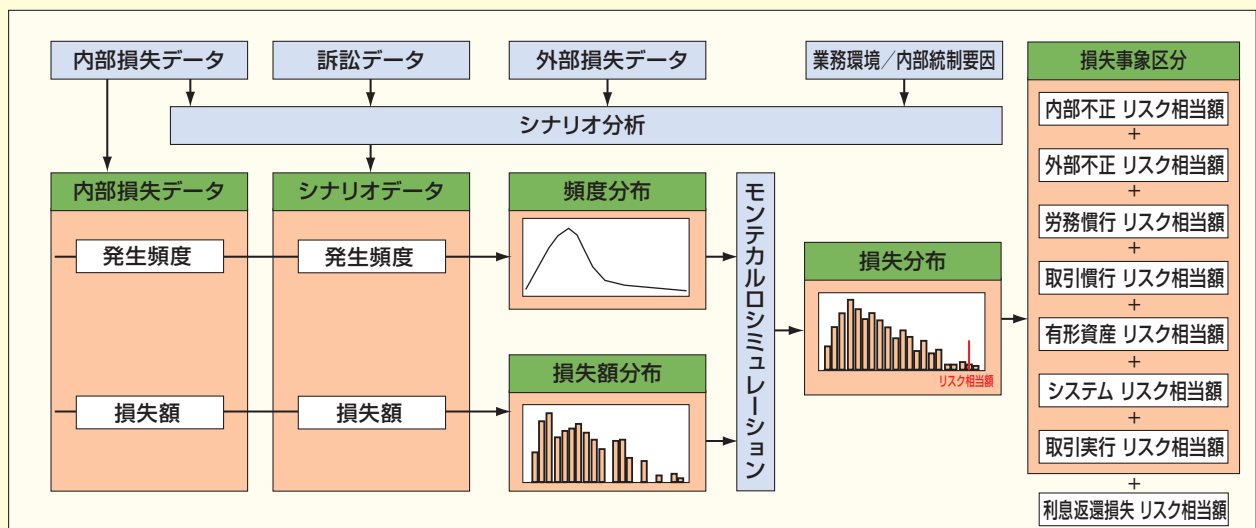 内部損失データ
訴訟データ
外部損失データ
業務環境／内部統制要因
シナリオ分析
内部損失データ
発生頻度
損失額
シナリオデータ
発生頻度
損失額
頻度分布
損失額分布
モンテカルロシミュレーション
損失分布
リスク相当額
損失事象区分
内部不正 リスク相当額
+
外部不正 リスク相当額
+
労務慣行 リスク相当額
+
取引慣行 リスク相当額
+
有形資産 リスク相当額
+
システム リスク相当額
+
取引実行 リスク相当額
+
利息返還損失 リスク相当額